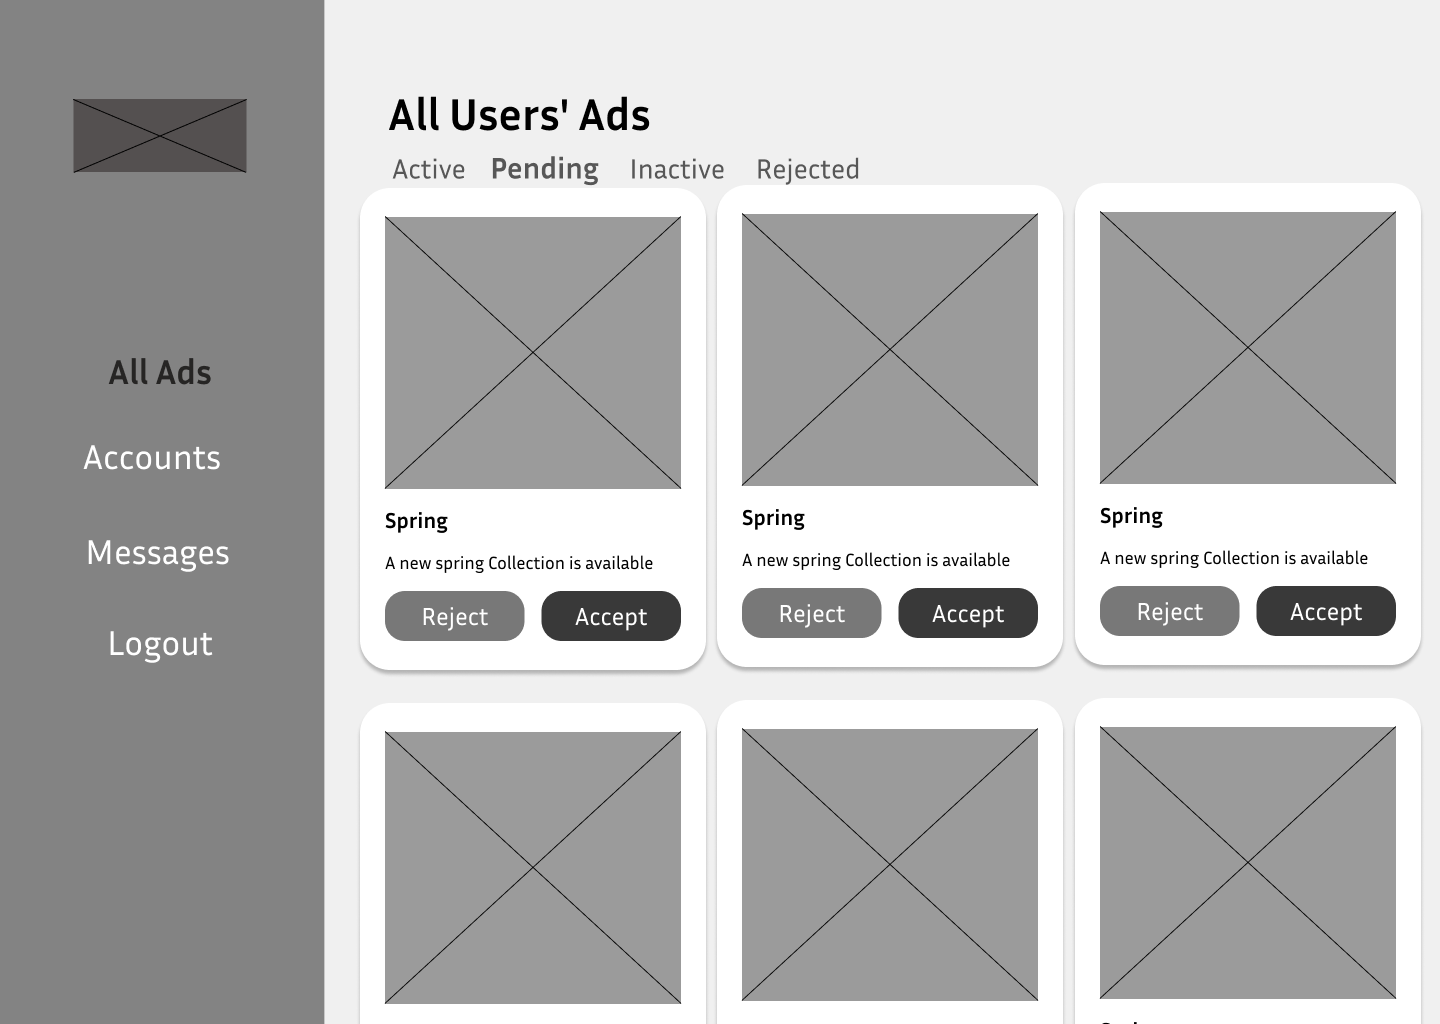 All Users' Ads
Active Pending Inactive Rejected
All Ads
Accounts
Messages
Logout
Spring
A new spring Collection is available
Reject Accept
Spring
A new spring Collection is available
Reject Accept
Spring
A new spring Collection is available
Reject Accept